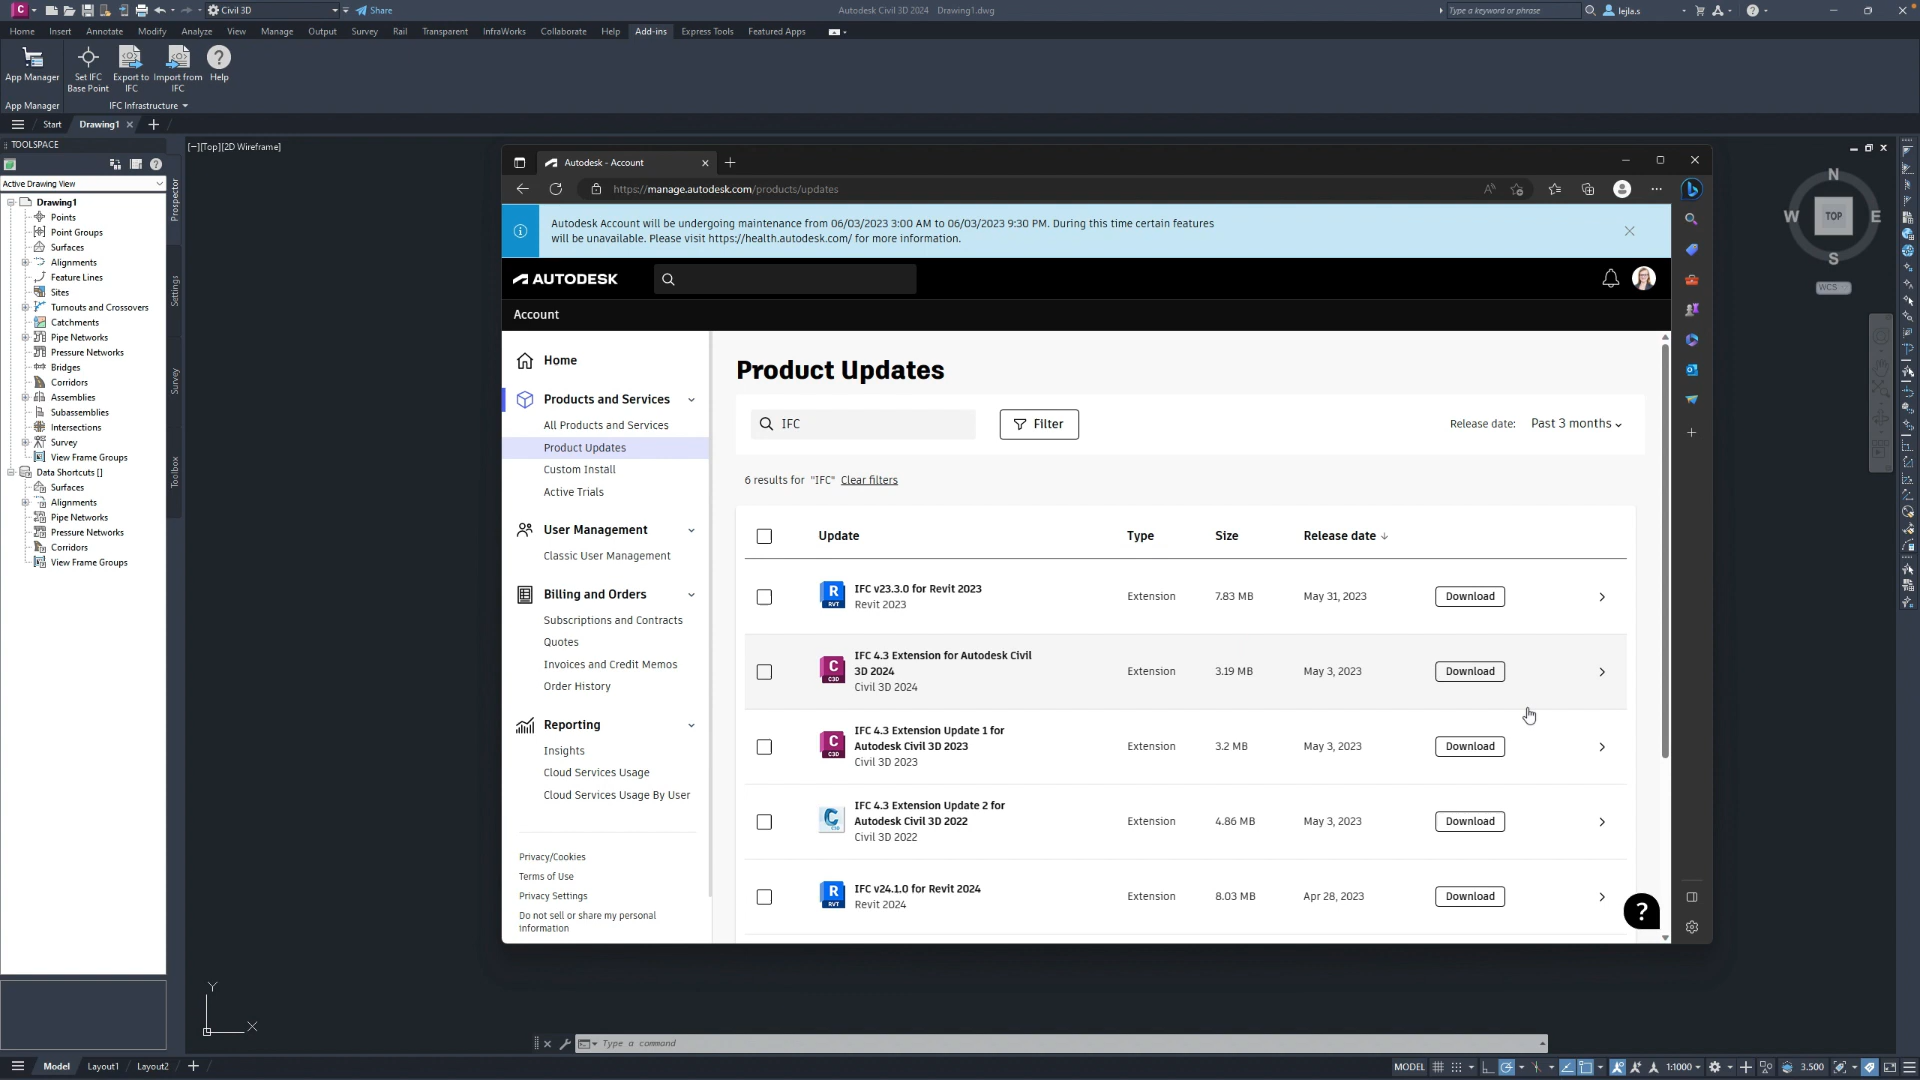 Civil 3D
Share
Autodesk Civil 3D 2024 Drawing1.dwg
Type a keyword or phrase
lejla.s
Home Insert Annotate Modify Analyze View Manage Output Survey Rail Transparent InfraWorks Collaborate Help Add-ins Express Tools Featured Apps
App Manager
Set IFC Base Point
Export to IFC
Import from IFC
Help
App Manager
IFC Infrastructure
Start
Drawing1
TOOLSPACE
[−][Top][2D Wireframe]
Active Drawing View
Prospector
Settings
Survey
Toolbox
Drawing1
Points
Point Groups
Surfaces
Alignments
Feature Lines
Sites
Turnouts and Crossovers
Catchments
Pipe Networks
Pressure Networks
Bridges
Corridors
Assemblies
Subassemblies
Intersections
Survey
View Frame Groups
Data Shortcuts []
Surfaces
Alignments
Pipe Networks
Pressure Networks
Corridors
View Frame Groups
Autodesk - Account
https://manage.autodesk.com/products/updates
Autodesk Account will be undergoing maintenance from 06/03/2023 3:00 AM to 06/03/2023 9:30 PM. During this time certain features
will be unavailable. Please visit https://health.autodesk.com/ for more information.
AUTODESK
Account
Home
Products and Services
All Products and Services
Product Updates
Custom Install
Active Trials
User Management
Classic User Management
Billing and Orders
Subscriptions and Contracts
Quotes
Invoices and Credit Memos
Order History
Reporting
Insights
Cloud Services Usage
Cloud Services Usage By User
Privacy/Cookies
Terms of Use
Privacy Settings
Do not sell or share my personal
information
Product Updates
IFC
Filter
Release date: Past 3 months
6 results for "IFC" Clear filters
Update Type Size Release date
IFC v23.3.0 for Revit 2023
Revit 2023
Extension 7.83 MB May 31, 2023 Download
IFC 4.3 Extension for Autodesk Civil
3D 2024
Civil 3D 2024
Extension 3.19 MB May 3, 2023 Download
IFC 4.3 Extension Update 1 for
Autodesk Civil 3D 2023
Civil 3D 2023
Extension 3.2 MB May 3, 2023 Download
IFC 4.3 Extension Update 2 for
Autodesk Civil 3D 2022
Civil 3D 2022
Extension 4.86 MB May 3, 2023 Download
IFC v24.1.0 for Revit 2024
Revit 2024
Extension 8.03 MB Apr 28, 2023 Download
N
W TOP E
S
WCS
Y
X
Type a command
Model Layout1 Layout2
MODEL
1:1000
3.500